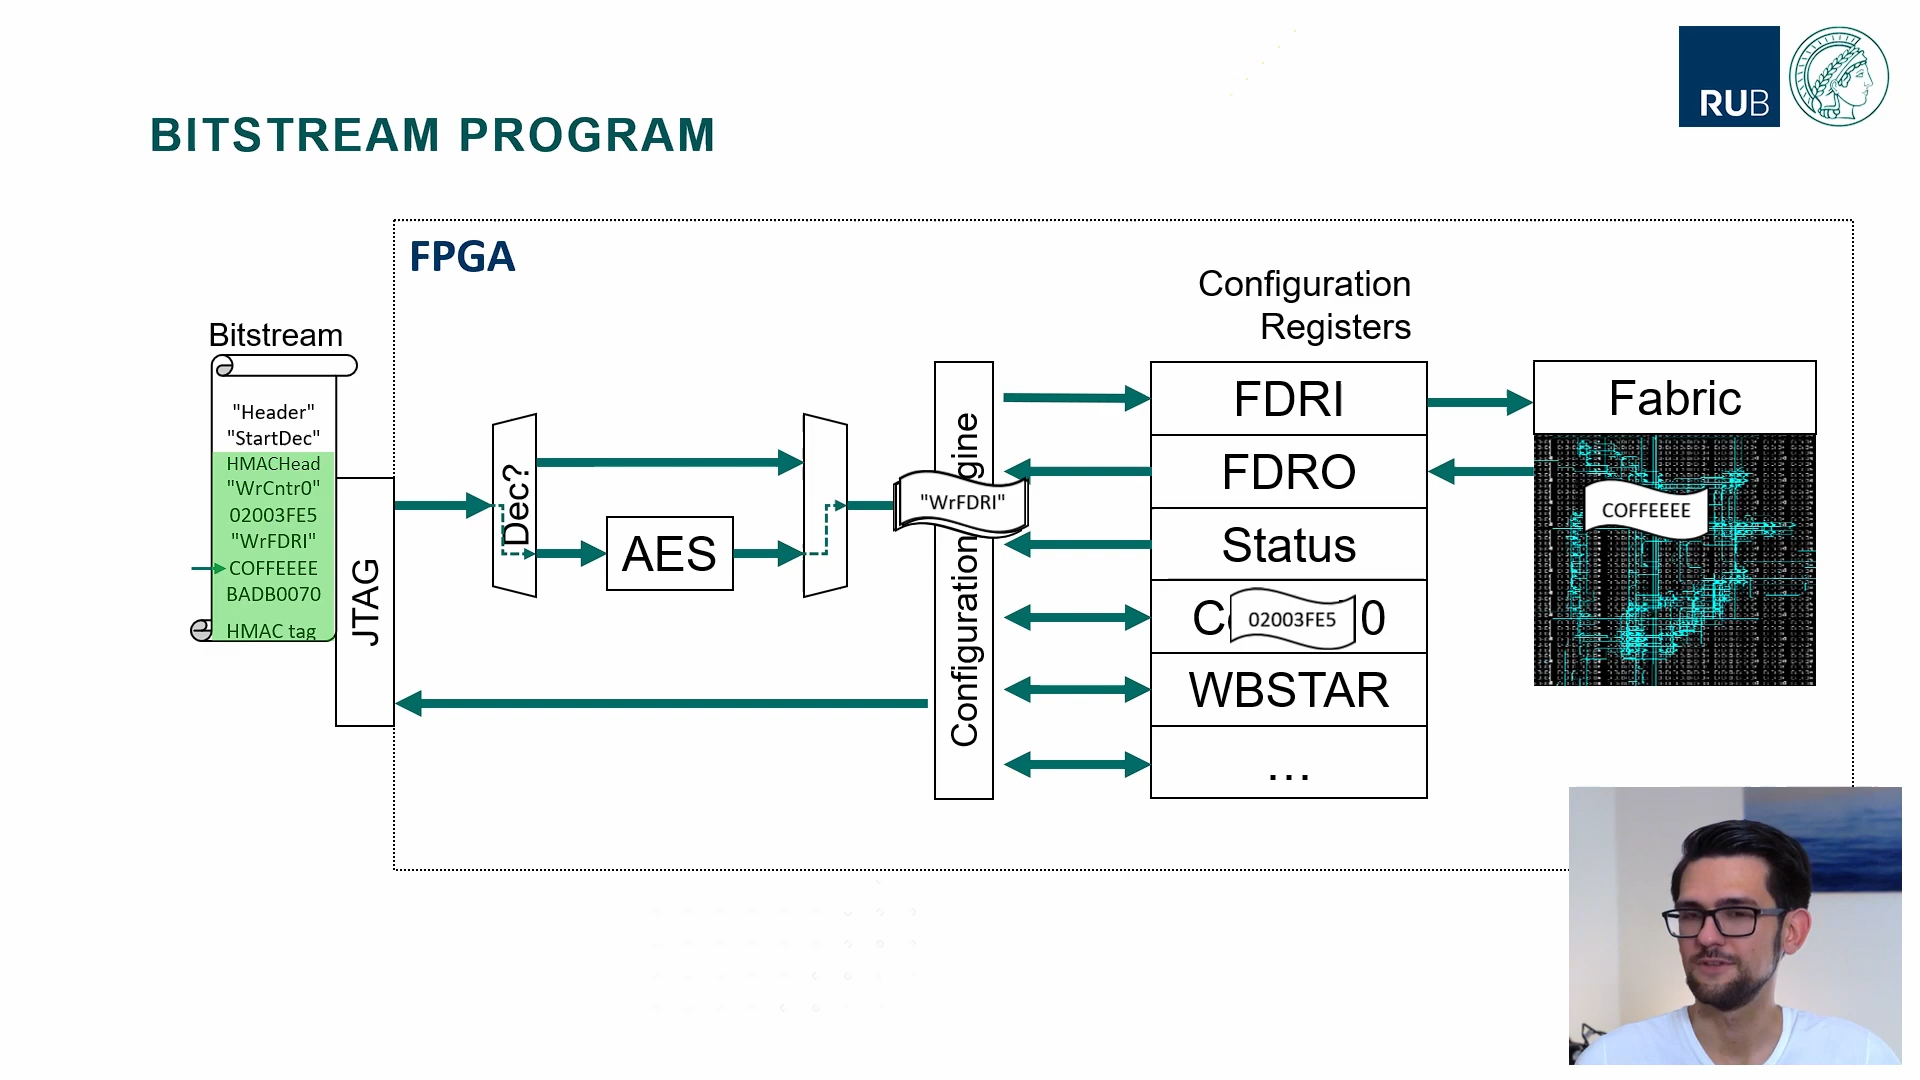 RUB
BITSTREAM PROGRAM
FPGA
Configuration
Registers
Bitstream
"Header"
"StartDec"
HMACHead
"WrCntr0"
02003FE5
"WrFDRI"
COFFEEEE
BADB0070
HMAC tag
JTAG
Dec?
AES
"WrFDRI"
Configuration
gine
FDRI
FDRO
Status
C
02003FE5
0
WBSTAR
...
Fabric
COFFEEEE